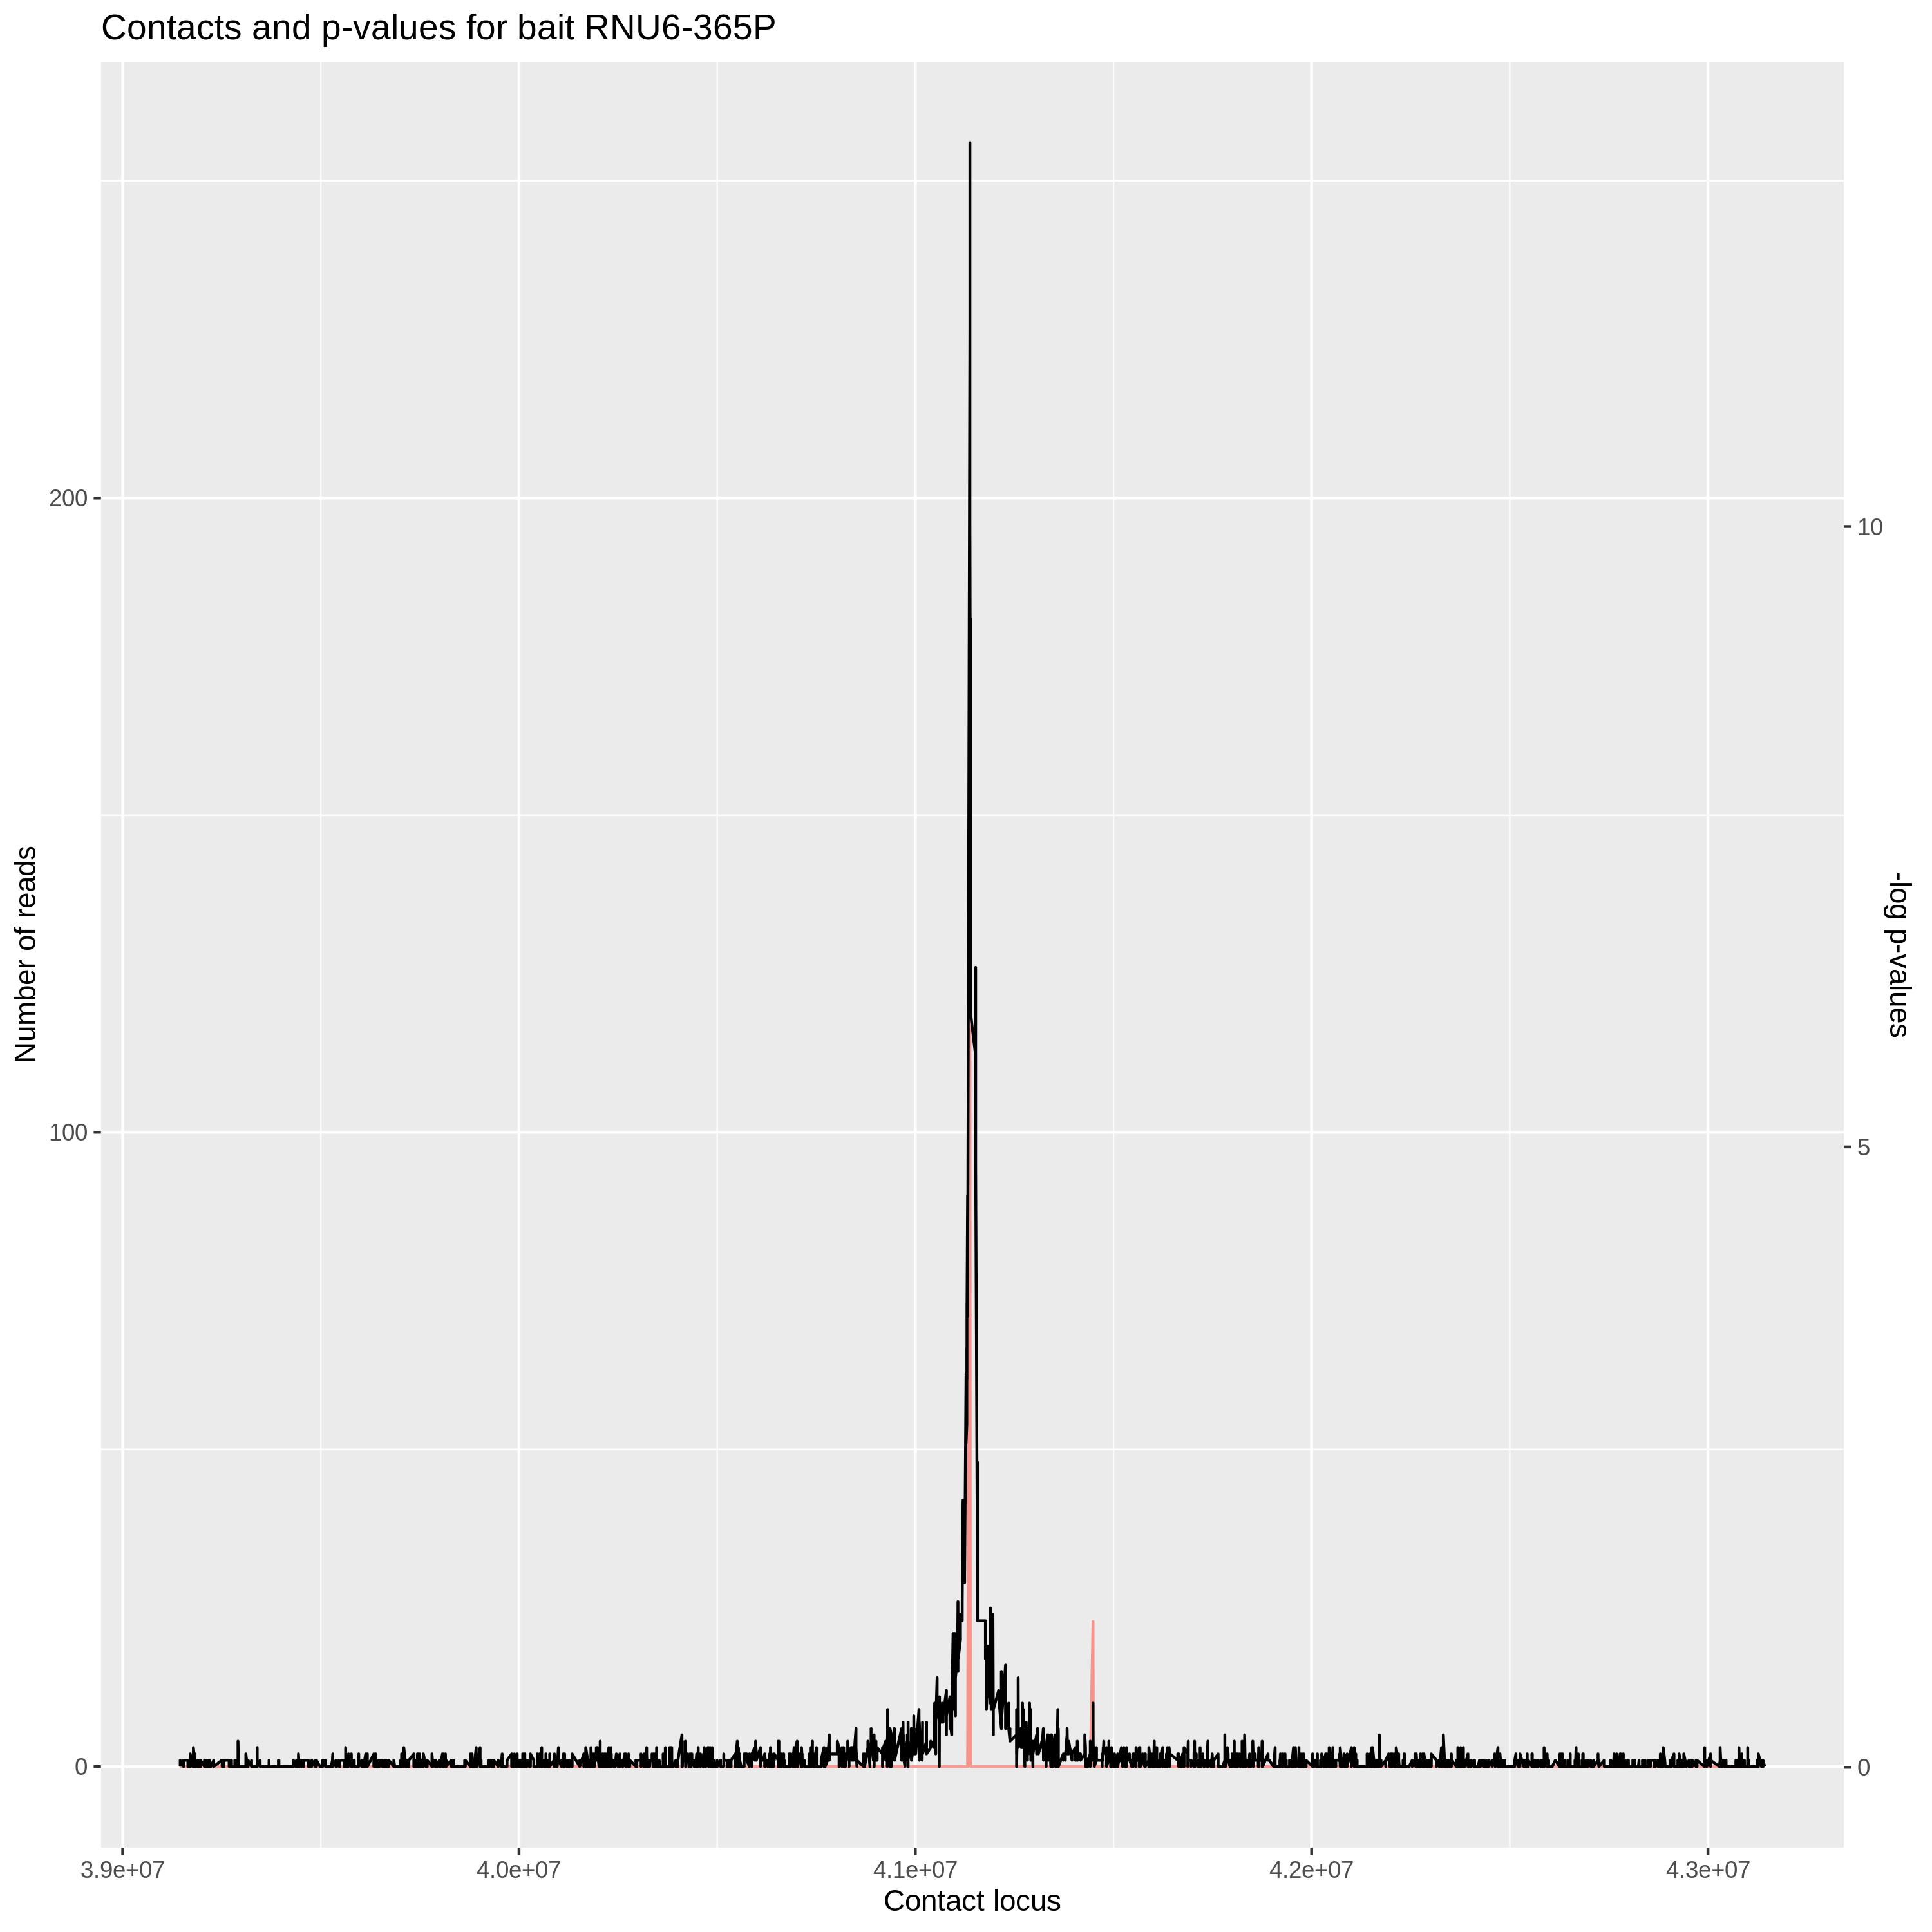 Contacts and p-values for bait RNU6-365P
Number of reads
200
100
0
10
5
0
-log p-values
3.9e+07 4.0e+07 4.1e+07 4.2e+07 4.3e+07
Contact locus